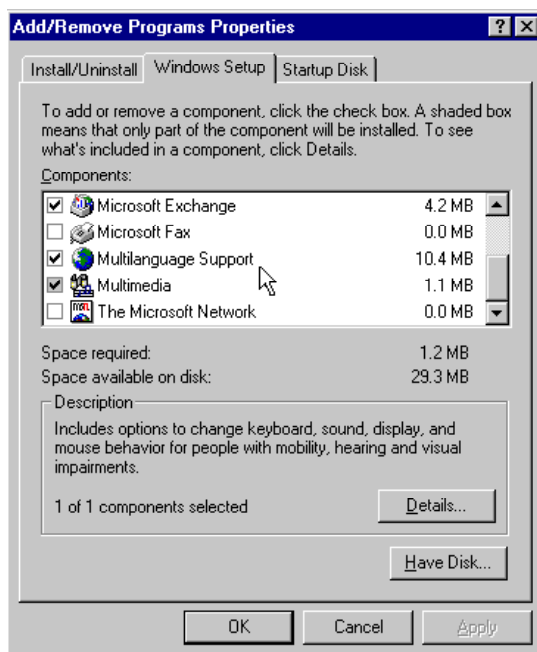 Add/Remove Programs Properties
Install/Uninstall Windows Setup Startup Disk
To add or remove a component, click the check box. A shaded box
means that only part of the component will be installed. To see
what's included in a component, click Details.
Components:
Microsoft Exchange 4.2 MB
Microsoft Fax 0.0 MB
Multilanguage Support 10.4 MB
Multimedia 1.1 MB
The Microsoft Network 0.0 MB
Space required: 1.2 MB
Space available on disk: 29.3 MB
Description
Includes options to change keyboard, sound, display, and
mouse behavior for people with mobility, hearing and visual
impairments.
1 of 1 components selected Details...
Have Disk...
OK Cancel Apply